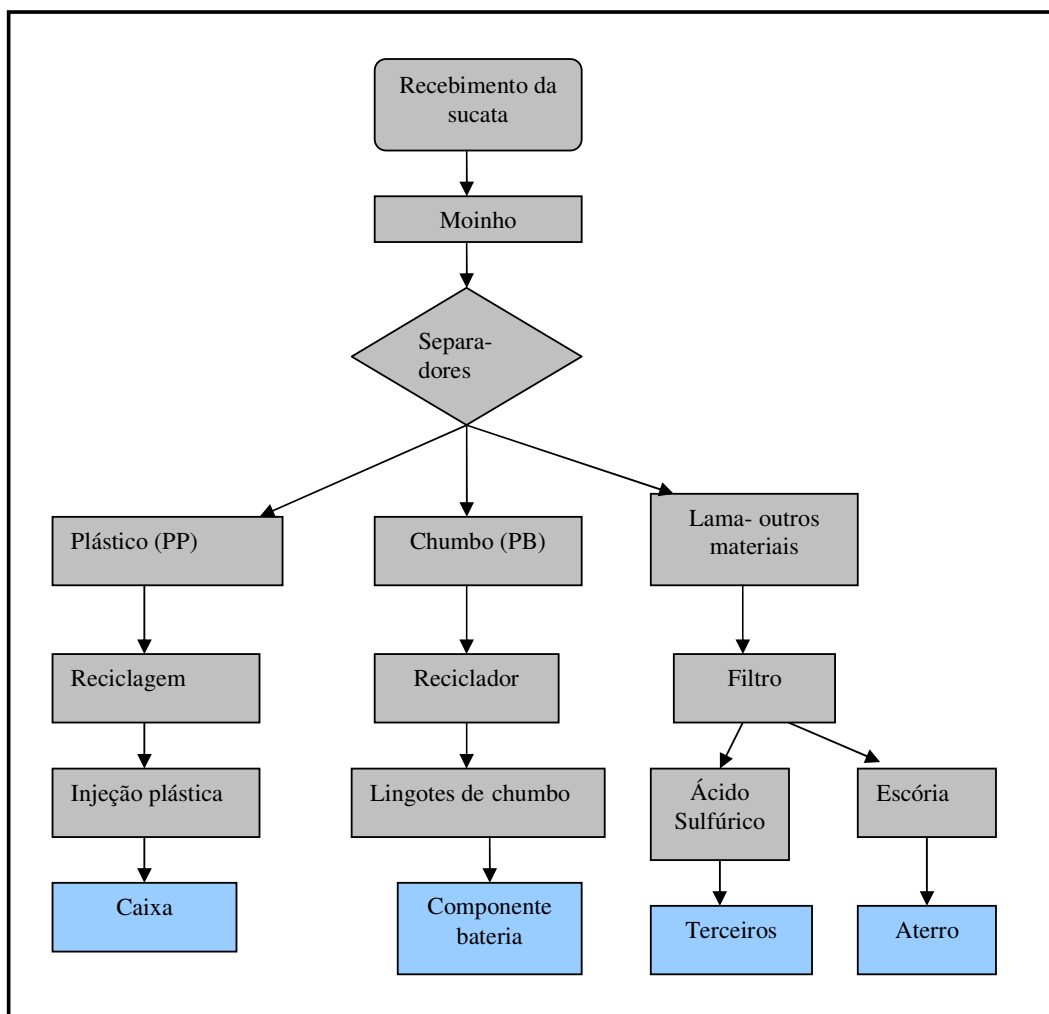 Recebimento da
sucata
Moinho
Separa-
dores
Plástico (PP)
Chumbo (PB)
Lama- outros
materiais
Reciclagem
Reciclador
Filtro
Injeção plástica
Lingotes de chumbo
Ácido
Sulfúrico
Escória
Caixa
Componente
bateria
Terceiros
Aterro